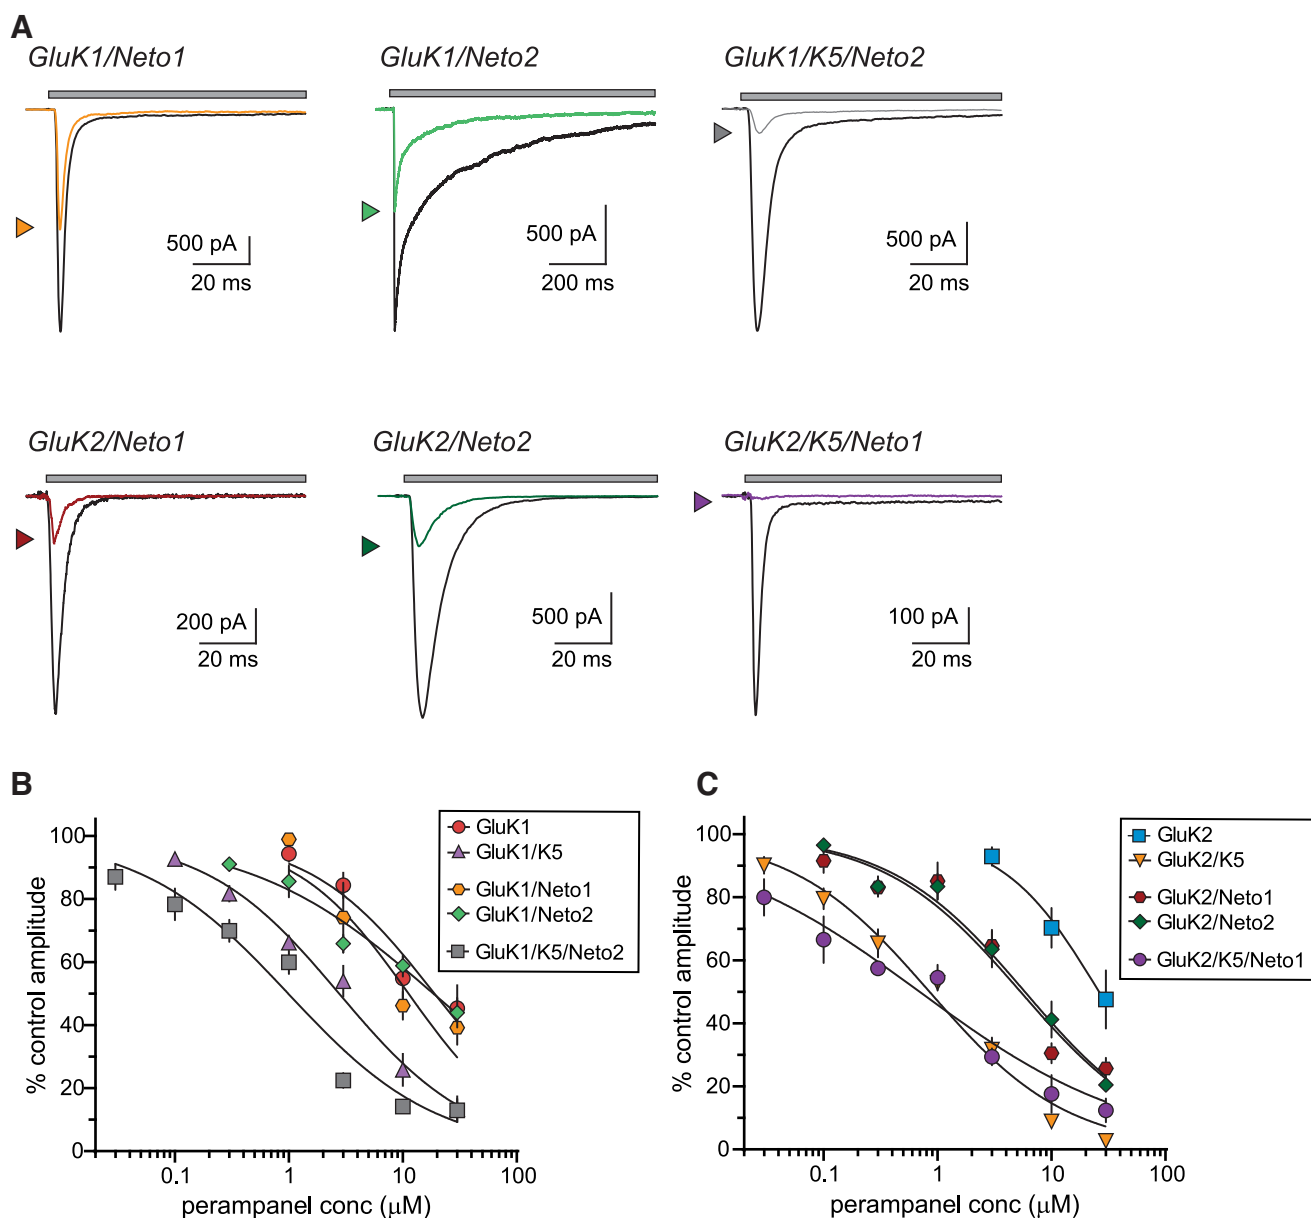 A
GluK1/Neto1
GluK1/Neto2
GluK1/K5/Neto2
500 pA
20 ms
500 pA
200 ms
500 pA
20 ms
GluK2/Neto1
GluK2/Neto2
GluK2/K5/Neto1
200 pA
20 ms
500 pA
20 ms
100 pA
20 ms
B
% control amplitude
100
80
60
40
20
0
0.1
1
10
100
perampanel conc (μM)
GluK1
GluK1/K5
GluK1/Neto1
GluK1/Neto2
GluK1/K5/Neto2
C
% control amplitude
100
80
60
40
20
0
0.1
1
10
100
perampanel conc (μM)
GluK2
GluK2/K5
GluK2/Neto1
GluK2/Neto2
GluK2/K5/Neto1